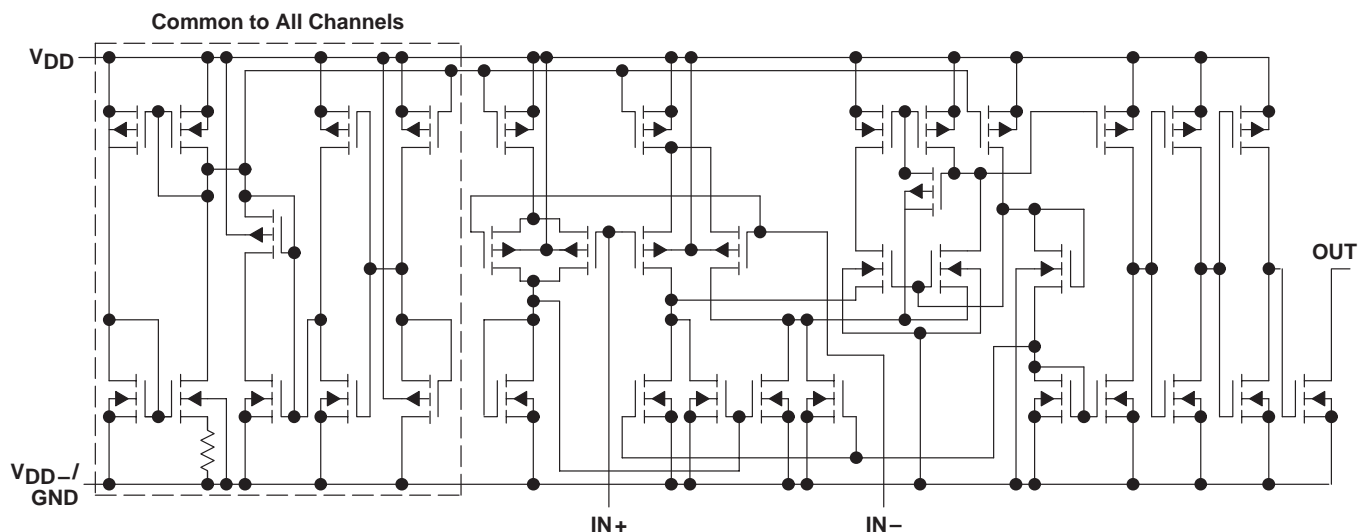 Common to All Channels
VDD
OUT
VDD−/
GND
IN+
IN−